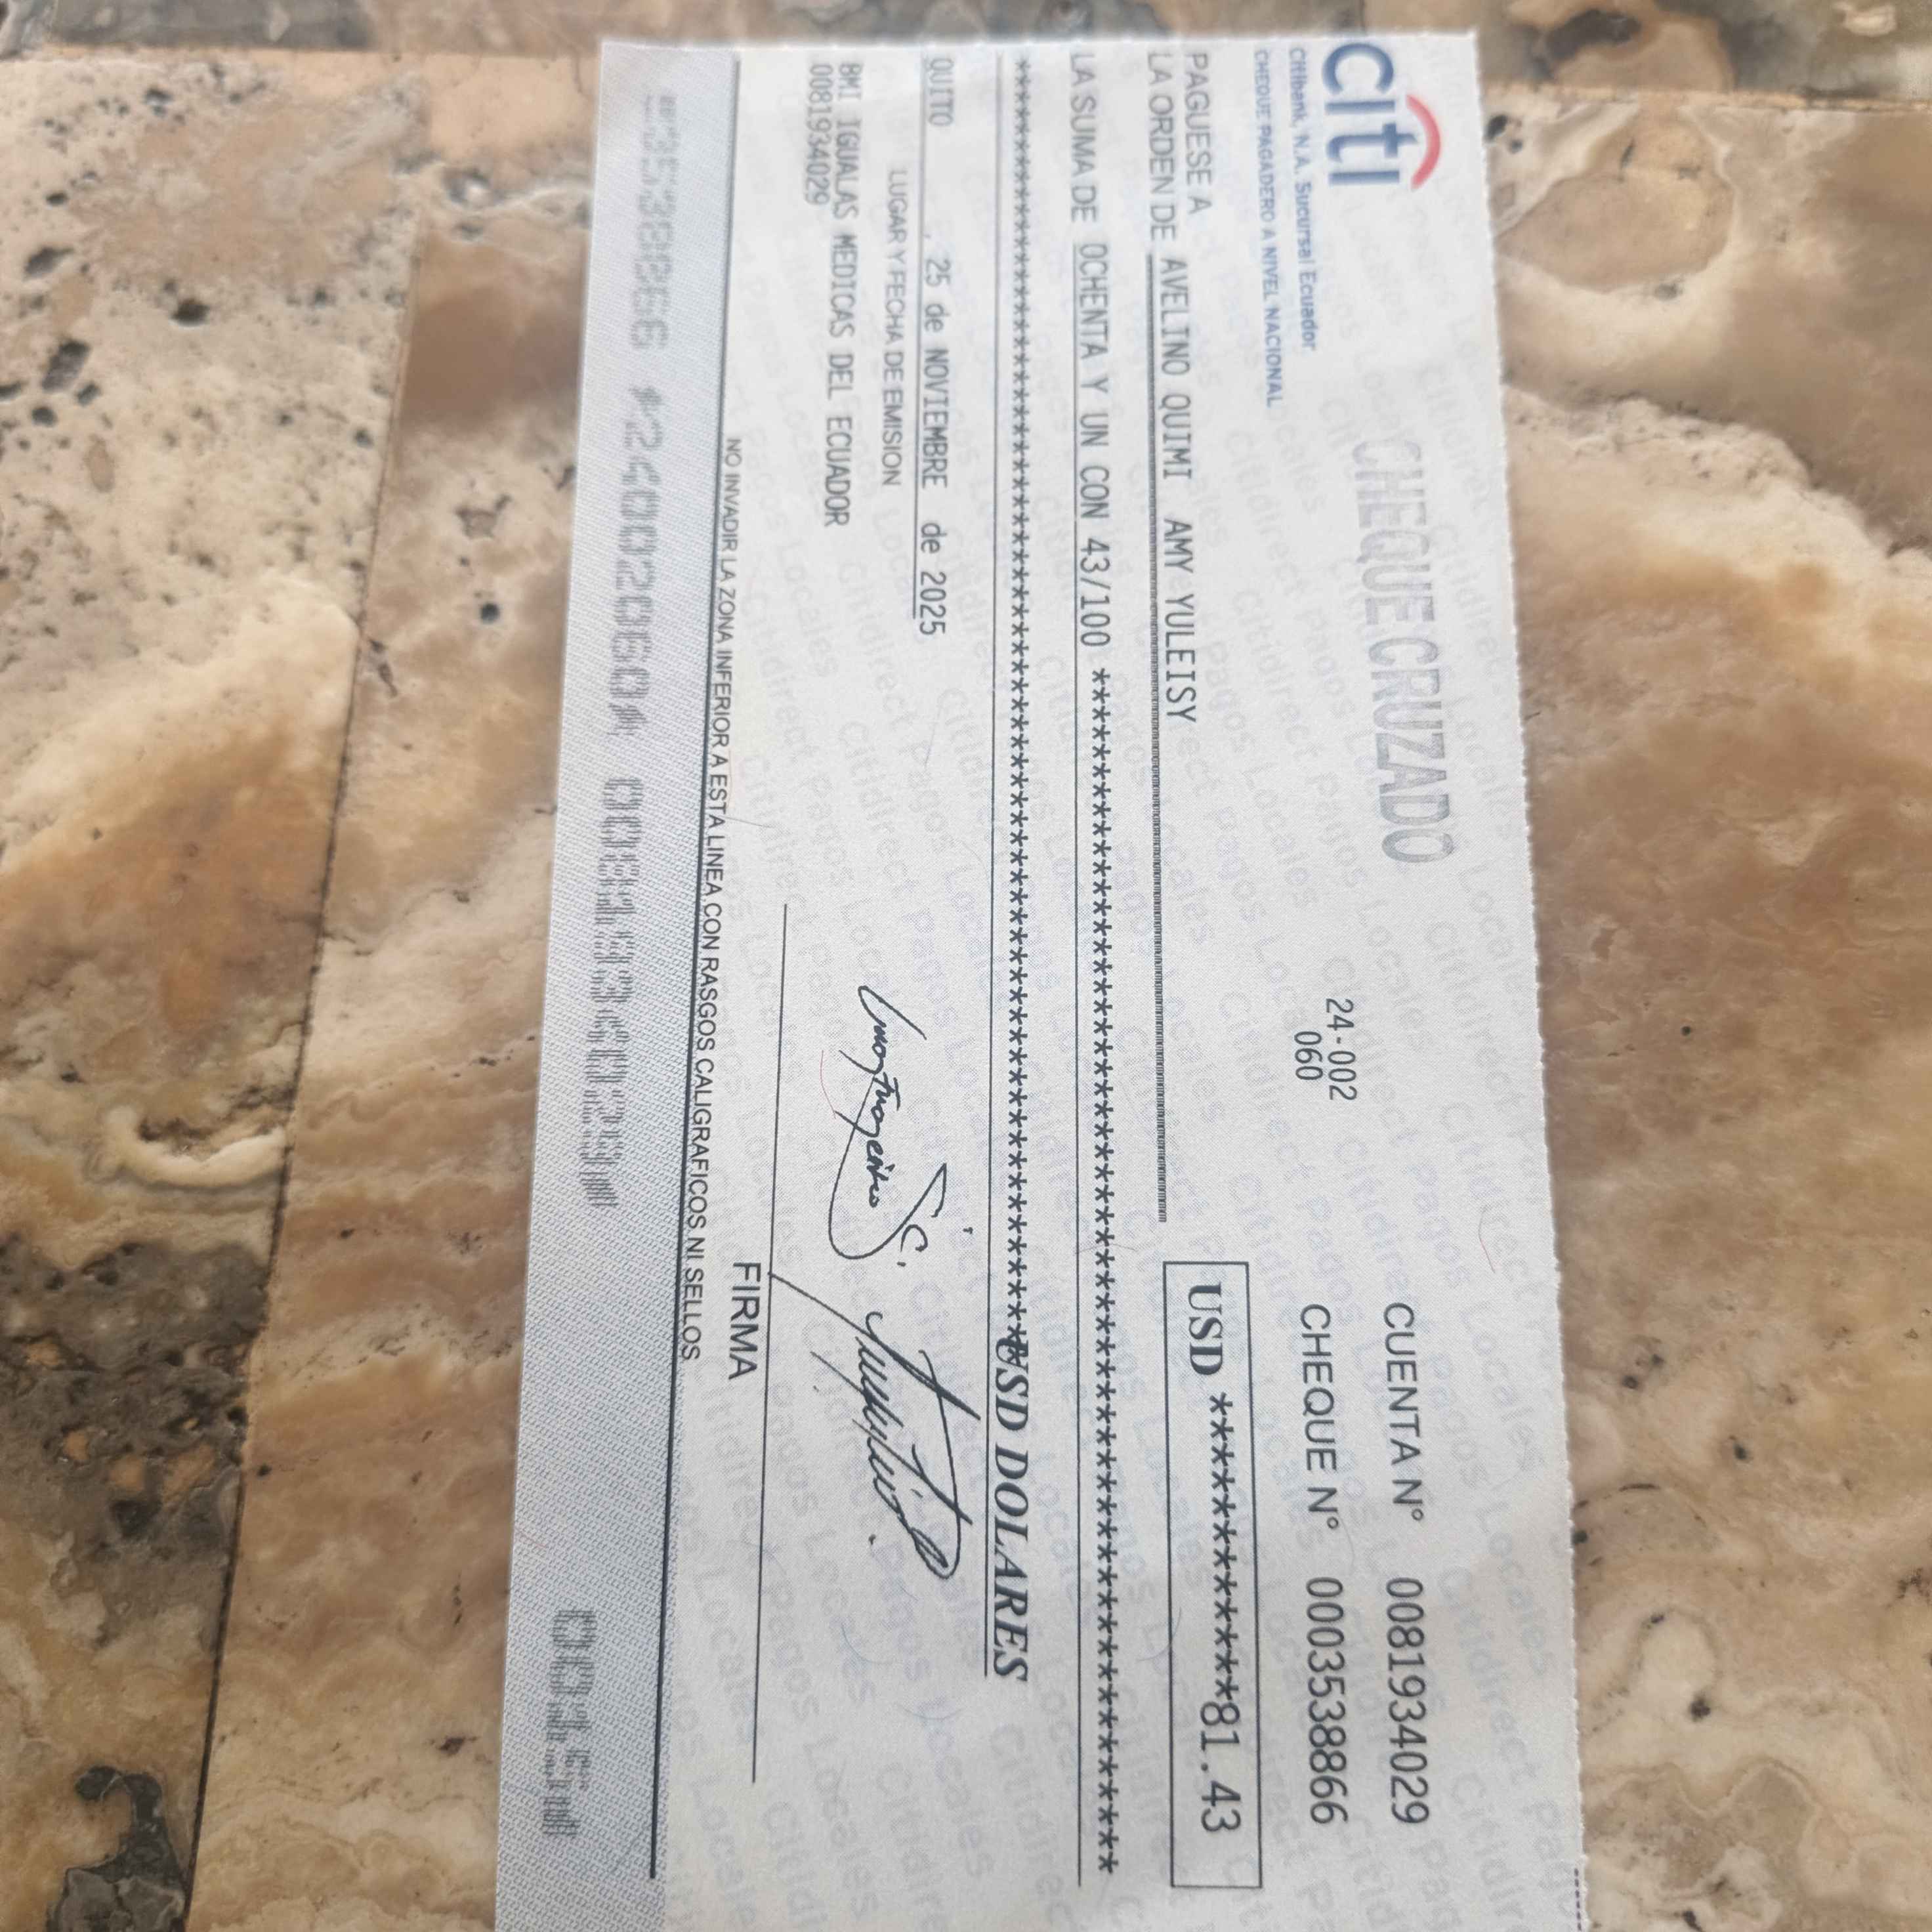 citi
Citibank, N.A. Sucursal Ecuador
CHEQUE PAGADERO A NIVEL NACIONAL
CHEQUE CRUZADO
24-002
060
CUENTA N° 0081934029
CHEQUE N° 0003538866
PAGUESE A
LA ORDEN DE AVELINO QUIMI AMY YULEISY
USD **************81.43
LA SUMA DE OCHENTA Y UN CON 43/100
USD DOLARES
QUITO , 25 de NOVIEMBRE de 2025
LUGAR Y FECHA DE EMISION
BMI IGUALAS MEDICAS DEL ECUADOR
0081934029
FIRMA
NO INVADIR LA ZONA INFERIOR A ESTA LINEA CON RASGOS CALIGRAFICOS NI SELLOS